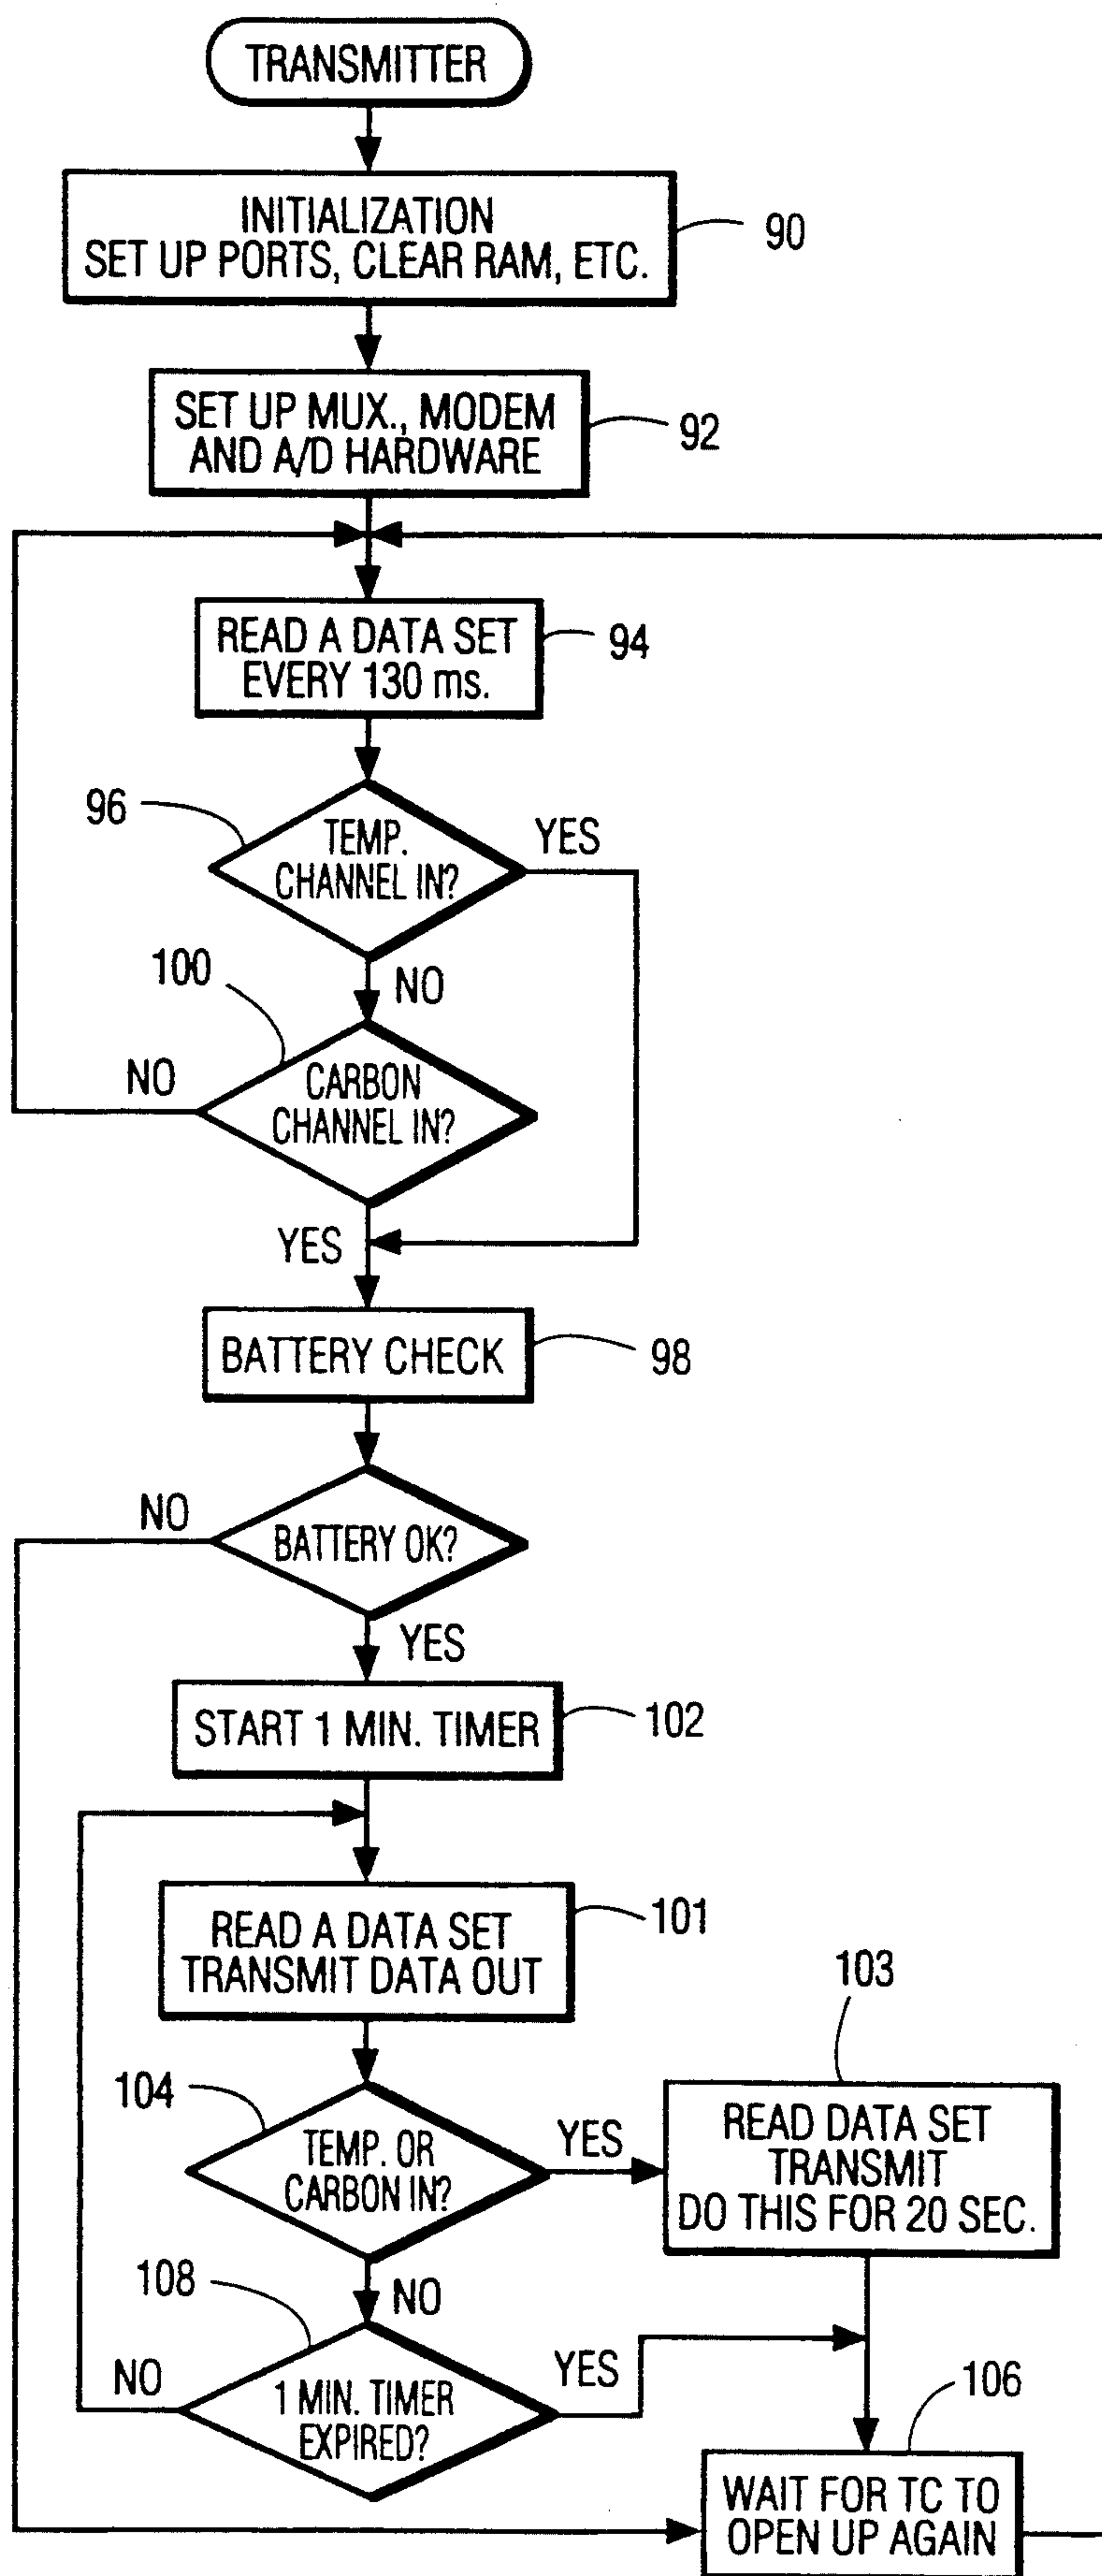 TRANSMITTER
INITIALIZATION
SET UP PORTS, CLEAR RAM, ETC.
90
SET UP MUX., MODEM
AND A/D HARDWARE
92
READ A DATA SET
EVERY 130 ms.
94
96
TEMP.
CHANNEL IN?
YES
NO
100
CARBON
CHANNEL IN?
NO
YES
BATTERY CHECK
98
BATTERY OK?
NO
YES
START 1 MIN. TIMER
102
READ A DATA SET
TRANSMIT DATA OUT
101
103
104
TEMP. OR
CARBON IN?
YES
READ DATA SET
TRANSMIT
DO THIS FOR 20 SEC.
NO
108
1 MIN. TIMER
EXPIRED?
NO
YES
106
WAIT FOR TC TO
OPEN UP AGAIN